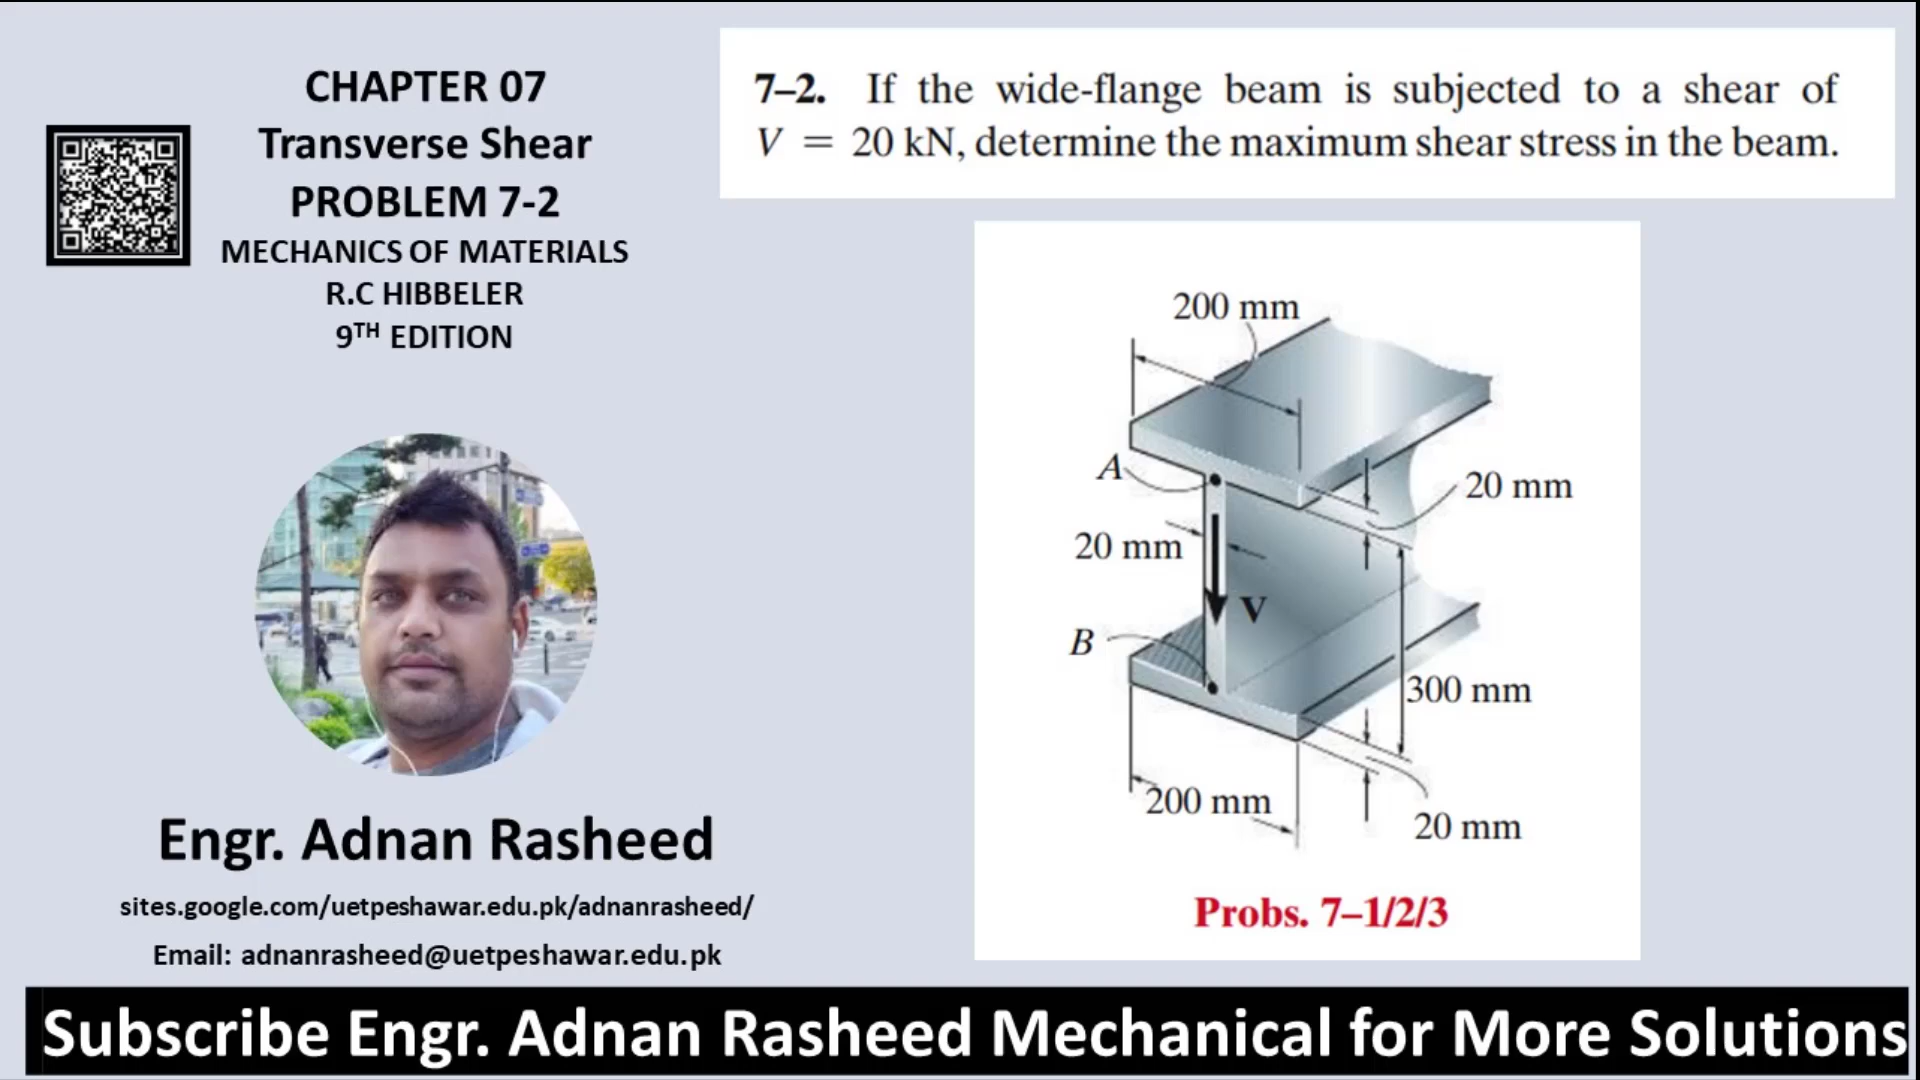 CHAPTER 07
Transverse Shear
PROBLEM 7-2
MECHANICS OF MATERIALS
R.C HIBBELER
9TH EDITION
Engr. Adnan Rasheed
sites.google.com/uetpeshawar.edu.pk/adnanrasheed/
Email: adnanrasheed@uetpeshawar.edu.pk
7–2. If the wide-flange beam is subjected to a shear of
V = 20 kN, determine the maximum shear stress in the beam.
200 mm
A
20 mm
20 mm
V
B
300 mm
200 mm
20 mm
Probs. 7–1/2/3
Subscribe Engr. Adnan Rasheed Mechanical for More Solutions